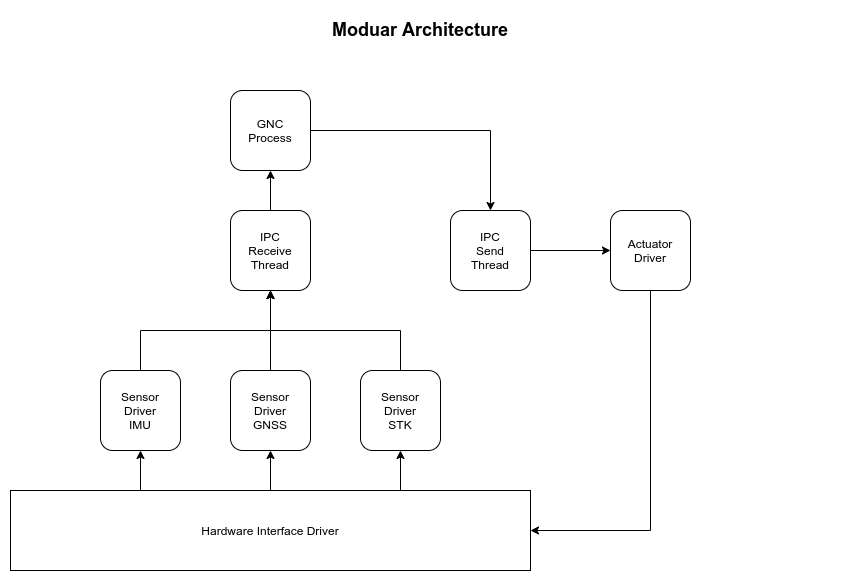 Moduar Architecture
GNC
Process
IPC
Receive
Thread
IPC
Send
Thread
Actuator
Driver
Sensor
Driver
IMU
Sensor
Driver
GNSS
Sensor
Driver
STK
Hardware Interface Driver